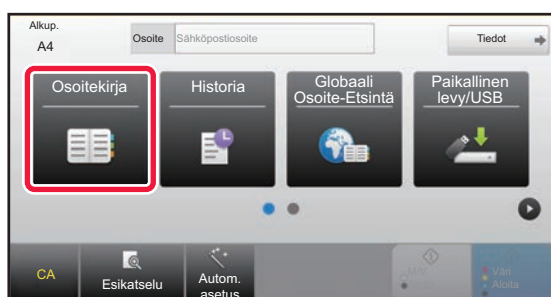 Alkup.
A4
Osoite
Sähköpostiosoite
Tiedot
Osoitekirja
Historia
Globaali
Osoite-Etsintä
Paikallinen
levy/USB
CA
Esikatselu
Autom.
asetus
Väri
Aloita